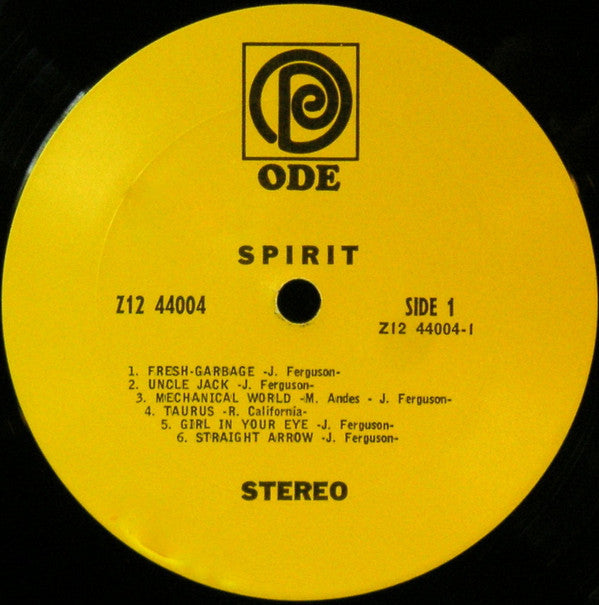 ODE
SPIRIT
Z12 44004
SIDE 1
Z12 44004-1
1. FRESH-GARBAGE -J. Ferguson-
2. UNCLE JACK -J. Ferguson-
3. MECHANICAL WORLD -M. Andes - J. Ferguson-
4. TAURUS -R. California-
5. GIRL IN YOUR EYE -J. Ferguson-
6. STRAIGHT ARROW -J. Ferguson-
STEREO